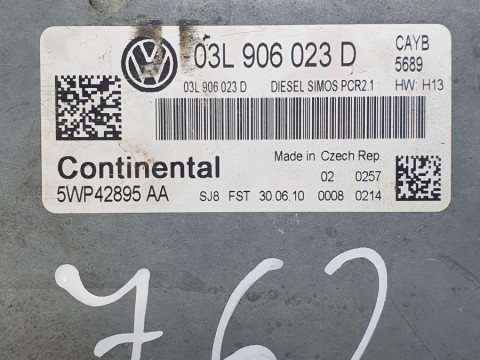 03L 906 023 D CAYB
5689
03L 906 023 D DIESEL SIMOS PCR2.1 HW: H13
Continental Made in Czech Rep.
02 0257
5WP42895 AA SJ8 FST 30.06.10 0008 0214
762